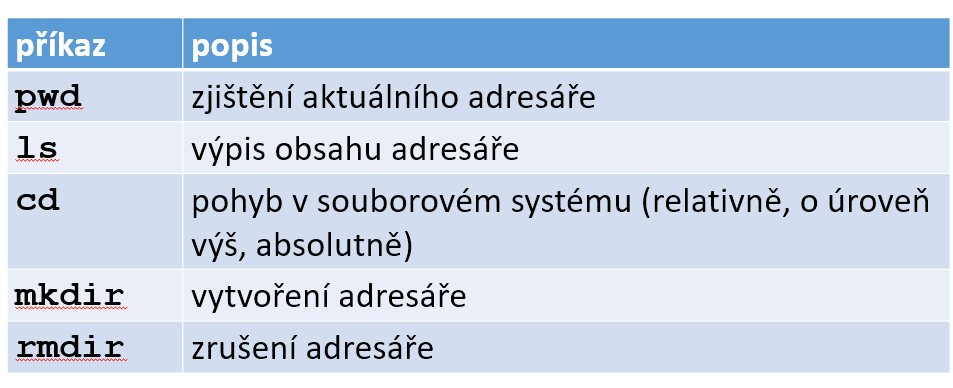 příkaz popis
pwd zjištění aktuálního adresáře
ls výpis obsahu adresáře
cd pohyb v souborovém systému (relativně, o úroveň
výš, absolutně)
mkdir vytvoření adresáře
rmdir zrušení adresáře